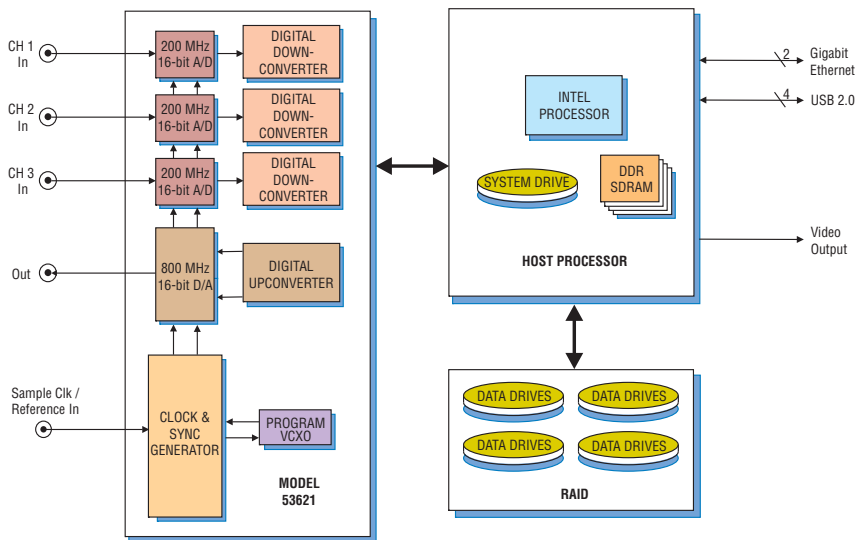 CH 1
In
200 MHz
16-bit A/D
DIGITAL
DOWN-
CONVERTER
CH 2
In
200 MHz
16-bit A/D
DIGITAL
DOWN-
CONVERTER
CH 3
In
200 MHz
16-bit A/D
DIGITAL
DOWN-
CONVERTER
Out
800 MHz
16-bit D/A
DIGITAL
UPCONVERTER
Sample Clk /
Reference In
CLOCK &
SYNC
GENERATOR
PROGRAM
VCXO
MODEL
53621
INTEL
PROCESSOR
SYSTEM DRIVE
DDR
SDRAM
HOST PROCESSOR
2
Gigabit
Ethernet
4
USB 2.0
Video
Output
DATA DRIVES
DATA DRIVES
DATA DRIVES
DATA DRIVES
RAID